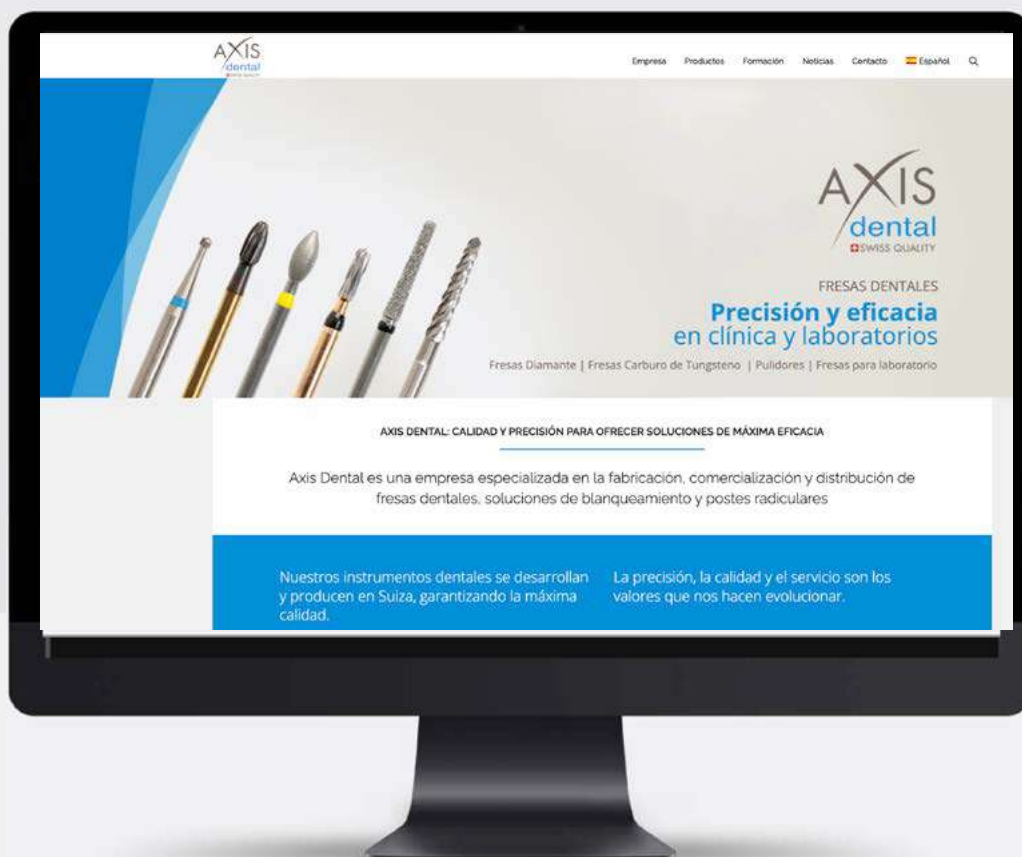 AXIS
dental
Empresa Productos Formación Noticias Contacto Español
AXIS
dental
SWISS QUALITY
FRESAS DENTALES
Precisión y eficacia
en clínica y laboratorios
Fresas Diamante | Fresas Carburo de Tungsteno | Pulidores | Fresas para laboratorio
AXIS DENTAL: CALIDAD Y PRECISIÓN PARA OFRECER SOLUCIONES DE MÁXIMA EFICACIA
Axis Dental es una empresa especializada en la fabricación, comercialización y distribución de
fresas dentales, soluciones de blanqueamiento y postes radiculares
Nuestros instrumentos dentales se desarrollan
y producen en Suiza, garantizando la máxima
calidad.
La precisión, la calidad y el servicio son los
valores que nos hacen evolucionar.